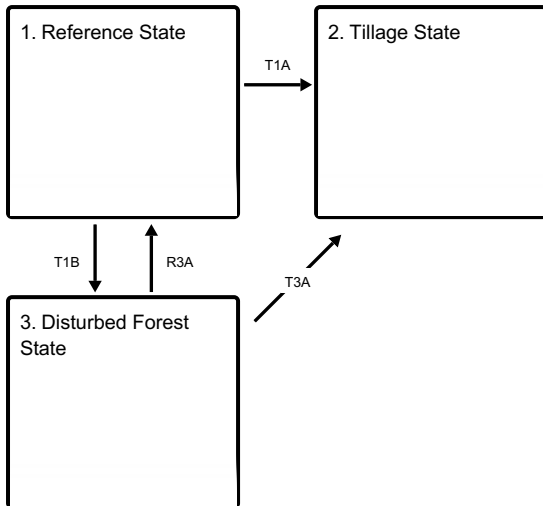 1. Reference State
2. Tillage State
T1A
T1B
R3A
T3A
3. Disturbed Forest
State